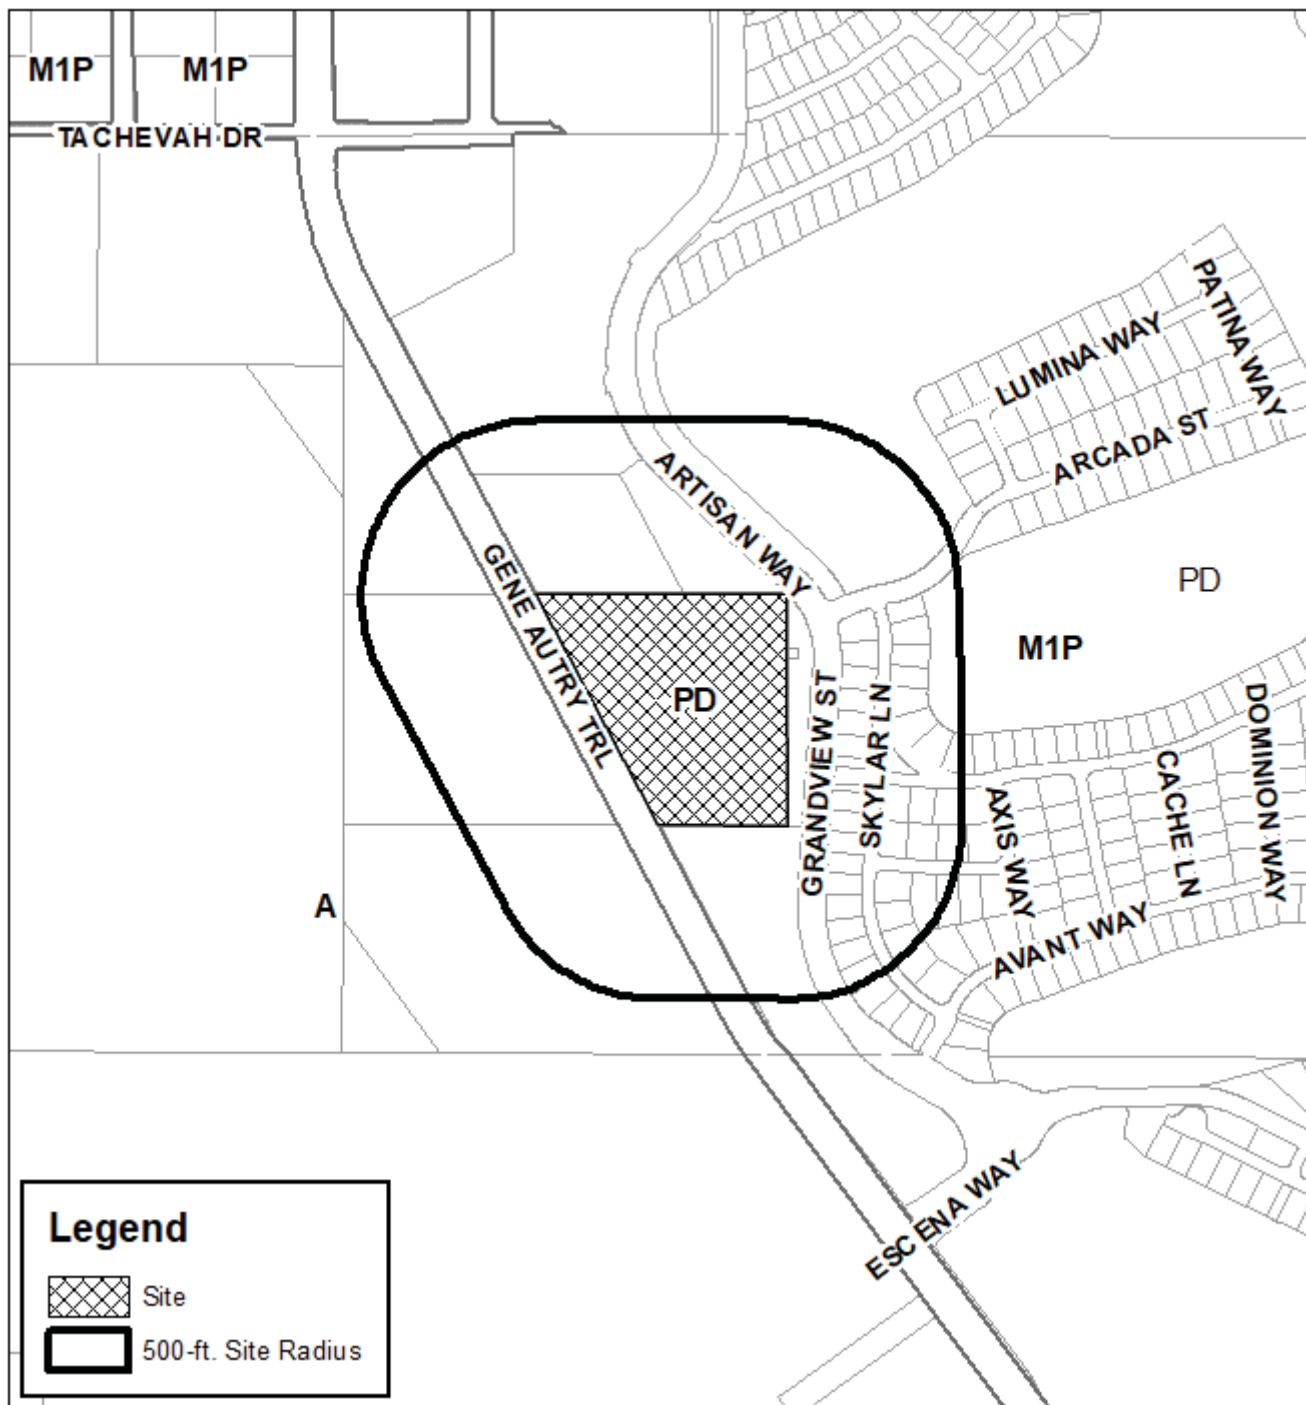 M1P
M1P
TACHEVAH DR
PATINA WAY
LUMINA WAY
ARCADA ST
ARTISAN WAY
GENE AUTRY TRL
PD
M1P
PD
GRANDVIEW ST
SKYLAR LN
AXIS WAY
CACHE LN
DOMINION WAY
A
AVANT WAY
ESCENA WAY
Legend
Site
500-ft. Site Radius